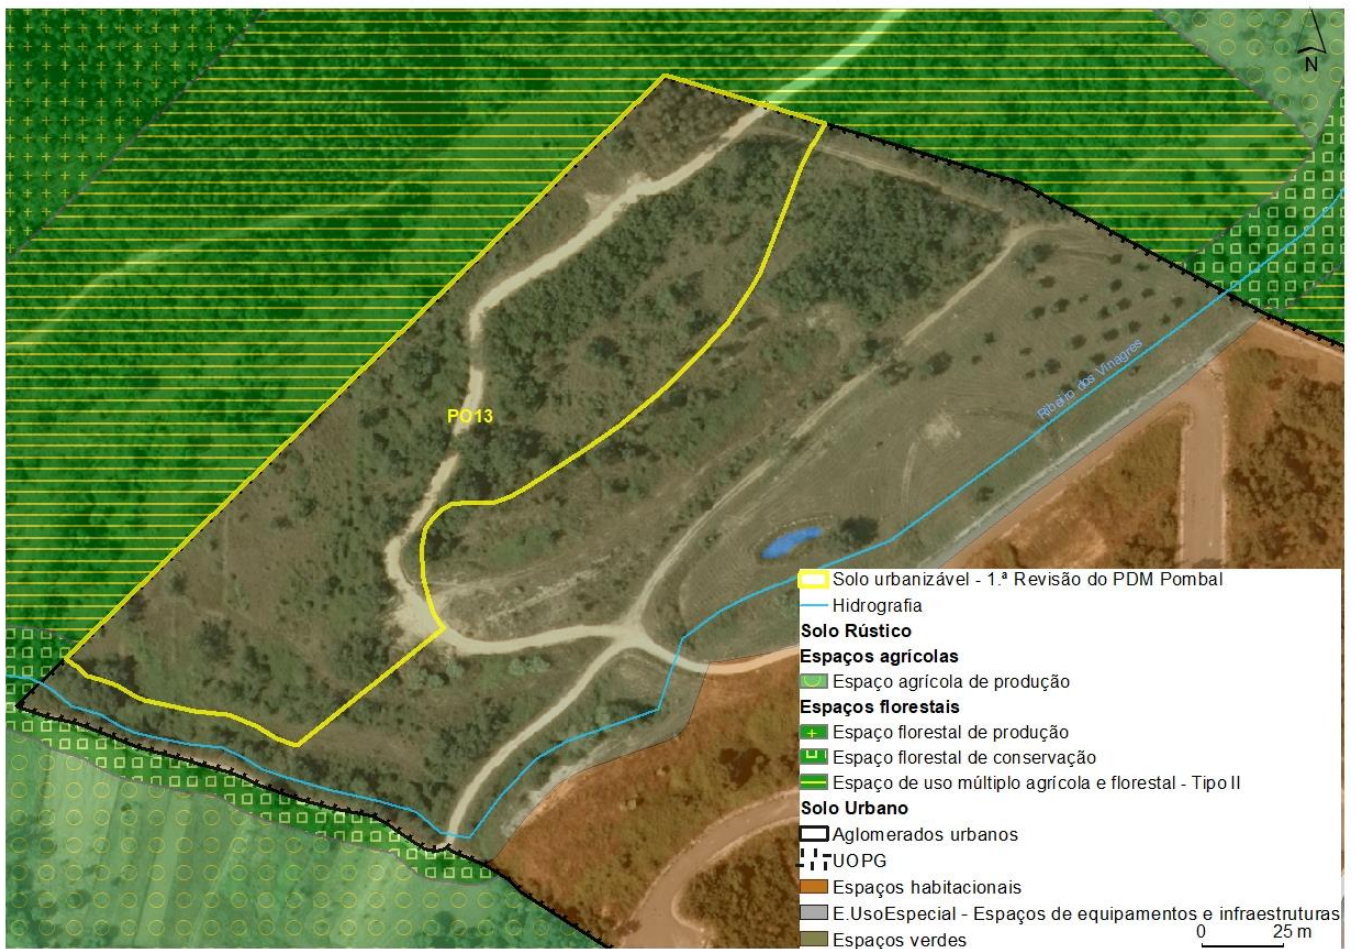 N
PO13
Ribeiro dos Vinagres
Solo urbanizável - 1.ª Revisão do PDM Pombal
Hidrografia
Solo Rústico
Espaços agrícolas
Espaço agrícola de produção
Espaços florestais
Espaço florestal de produção
Espaço florestal de conservação
Espaço de uso múltiplo agrícola e florestal - Tipo II
Solo Urbano
Aglomerados urbanos
UOPG
Espaços habitacionais
E.UsoEspecial - Espaços de equipamentos e infraestruturas
Espaços verdes
0 25 m